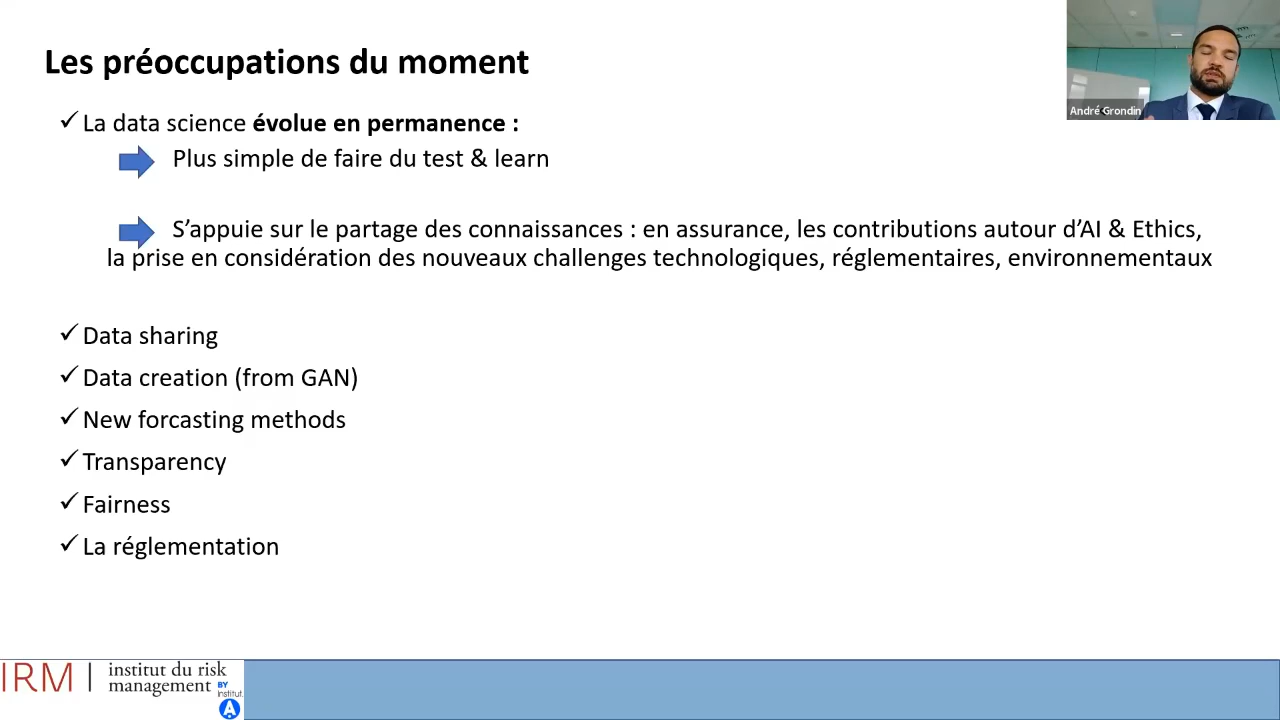 Les préoccupations du moment
André Grondin
✓ La data science évolue en permanence :
Plus simple de faire du test & learn
S’appuie sur le partage des connaissances : en assurance, les contributions autour d’AI & Ethics,
la prise en considération des nouveaux challenges technologiques, réglementaires, environnementaux
✓ Data sharing
✓ Data creation (from GAN)
✓ New forcasting methods
✓ Transparency
✓ Fairness
✓ La réglementation
IRM | institut du risk
management BY
Institut.
A